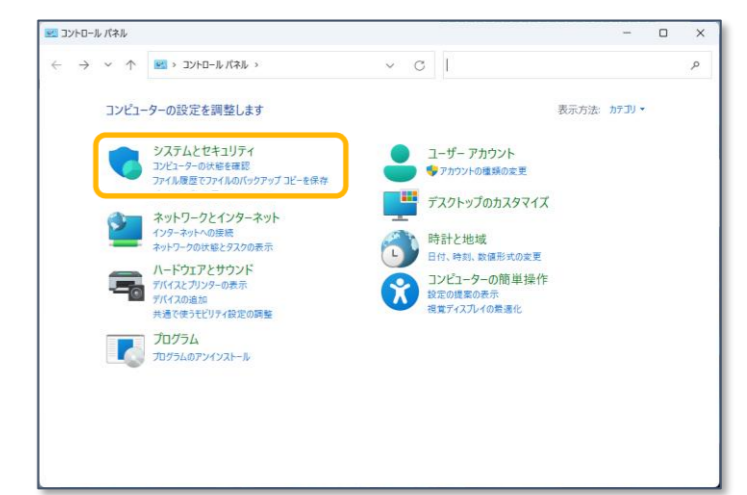 コントロール パネル
コントロール パネル
コンピューターの設定を調整します
表示方法: カテゴリ
システムとセキュリティ
コンピューターの状態を確認
ファイル履歴でファイルのバックアップ コピーを保存
ネットワークとインターネット
インターネットへの接続
ネットワークの状態とタスクの表示
ハードウェアとサウンド
デバイスとプリンターの表示
デバイスの追加
共通で使うモビリティ設定の調整
プログラム
プログラムのアンインストール
ユーザー アカウント
アカウントの種類の変更
デスクトップのカスタマイズ
時計と地域
日付、時刻、数値形式の変更
コンピューターの簡単操作
設定の提案の表示
視覚ディスプレイの最適化